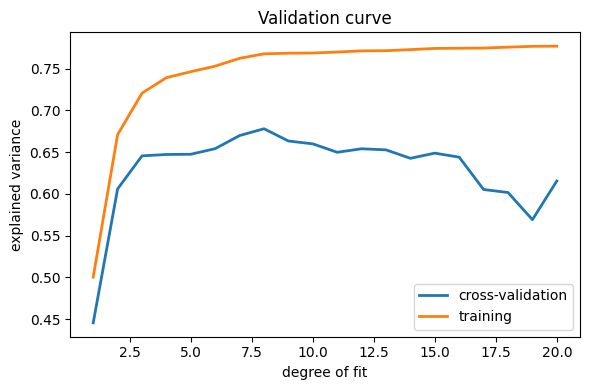 Validation curve
explained variance
0.75
0.70
0.65
0.60
0.55
0.50
0.45
2.5 5.0 7.5 10.0 12.5 15.0 17.5 20.0
degree of fit
cross-validation
training